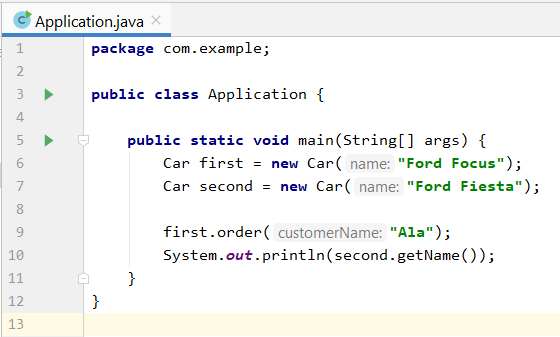 Application.java
1 package com.example;
2
3 public class Application {
4
5 public static void main(String[] args) {
6 Car first = new Car( name: "Ford Focus");
7 Car second = new Car( name: "Ford Fiesta");
8
9 first.order( customerName: "Ala");
10 System.out.println(second.getName());
11 }
12 }
13